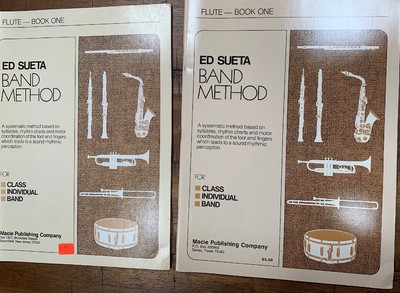 FLUTE — BOOK ONE
ED SUETA
BAND
METHOD
A systematic method based on
syllables, rhythm charts and motor
coordination of the foot and fingers
which leads to a sound rhythmic
perception.
FOR
CLASS
INDIVIDUAL
BAND
Macie Publishing Company
FLUTE — BOOK ONE
ED SUETA
BAND
METHOD
A systematic method based on
syllables, rhythm charts and motor
coordination of the foot and fingers
which leads to a sound rhythmic
perception.
FOR
CLASS
INDIVIDUAL
BAND
Macie Publishing Company
P.O. Box
Texas